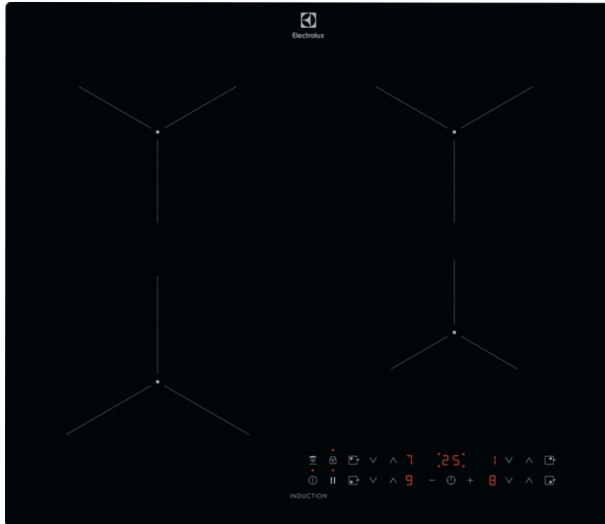 Electrolux
7 25 1
9 − + 8
INDUCTION